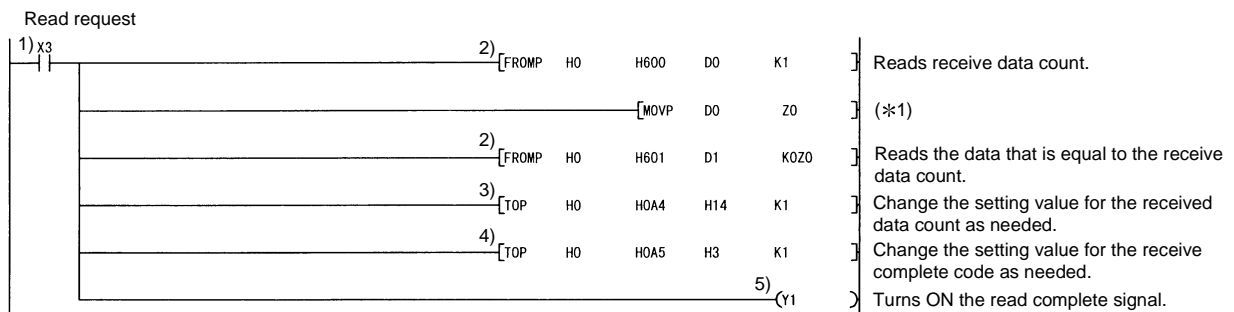 Read request
1) X3 2) [FROMP H0 H600 D0 K1 ] Reads receive data count.
[MOVP D0 Z0 ] (*1)
2) [FROMP H0 H601 D1 K0Z0 ] Reads the data that is equal to the receive
data count.
3) [TOP H0 H0A4 H14 K1 ] Change the setting value for the received
data count as needed.
4) [TOP H0 H0A5 H3 K1 ] Change the setting value for the receive
complete code as needed.
5) (Y1 ) Turns ON the read complete signal.